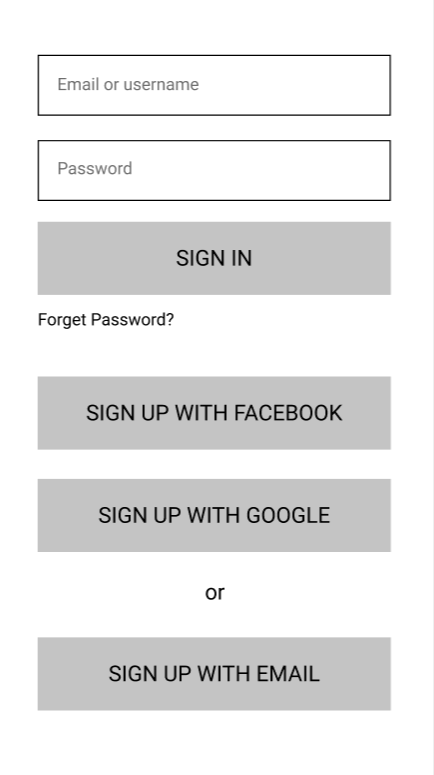 Email or username
Password
SIGN IN
Forget Password?
SIGN UP WITH FACEBOOK
SIGN UP WITH GOOGLE
or
SIGN UP WITH EMAIL